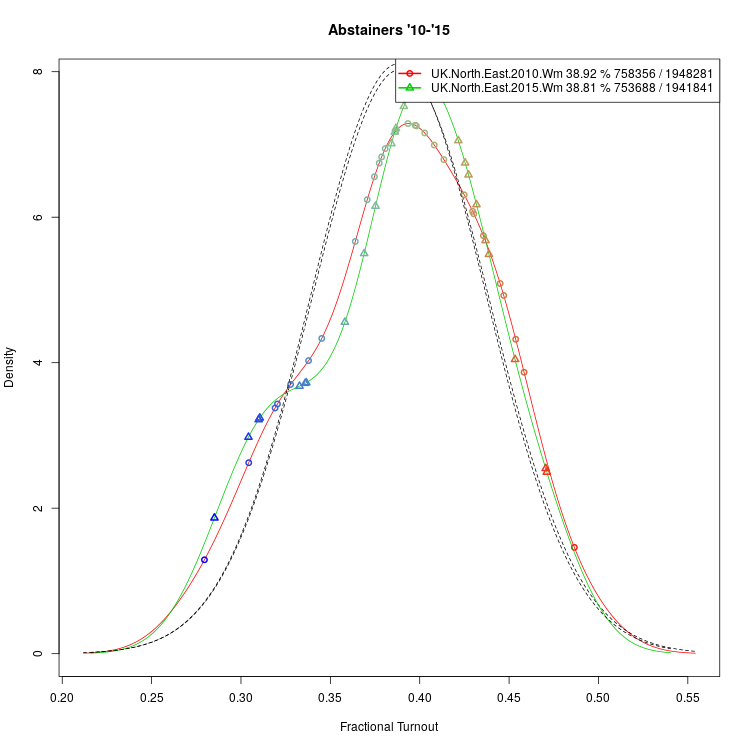 Abstainers '10-'15
UK.North.East.2010.Wm 38.92 % 758356 / 1948281
UK.North.East.2015.Wm 38.81 % 753688 / 1941841
8
6
4
2
0
Density
0.20 0.25 0.30 0.35 0.40 0.45 0.50 0.55
Fractional Turnout